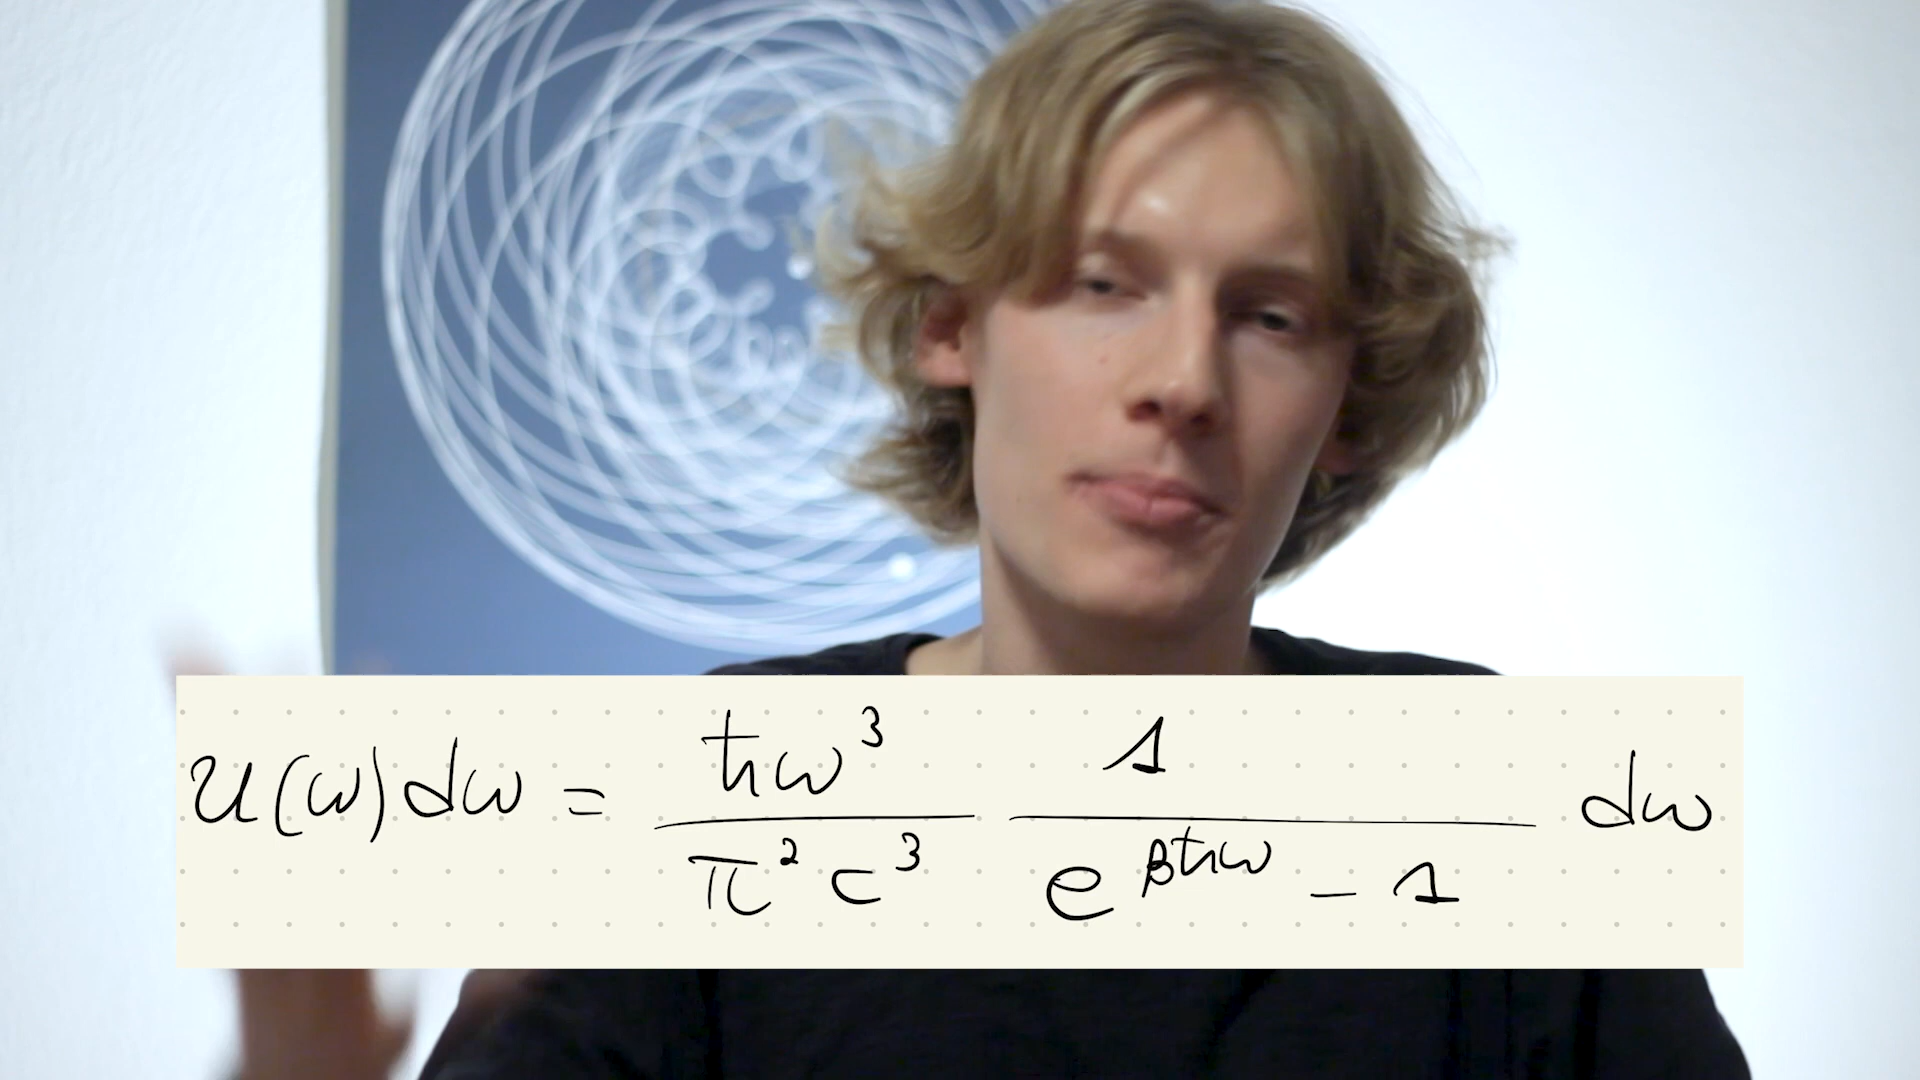 u(ω)dω = ħω³/π²c³ 1/e^βħω − 1 dω